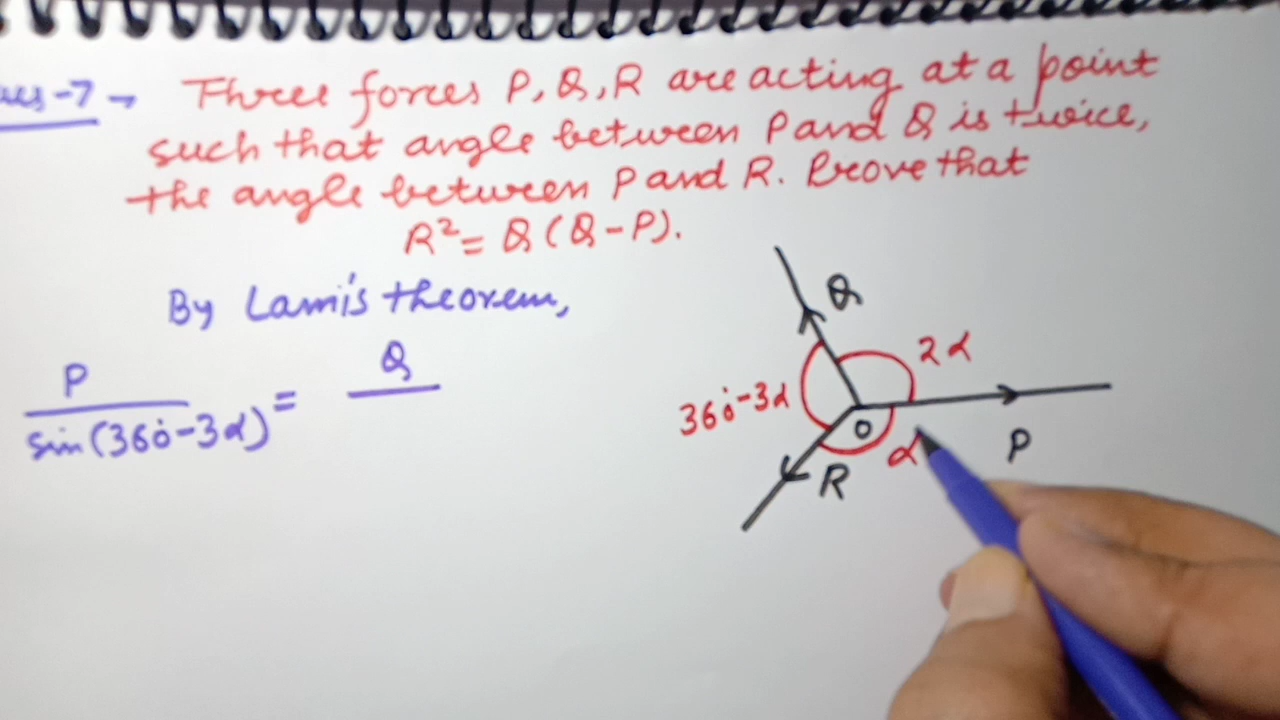 ues-7→ Three forces P, Q, R are acting at a point
such that angle between P and Q is twice,
the angle between P and R. Prove that
R² = Q (Q-P).
By Lami's theorem,
P / sin(360°-3α) = Q /
Q
2α
360°-3α
O
α
P
R